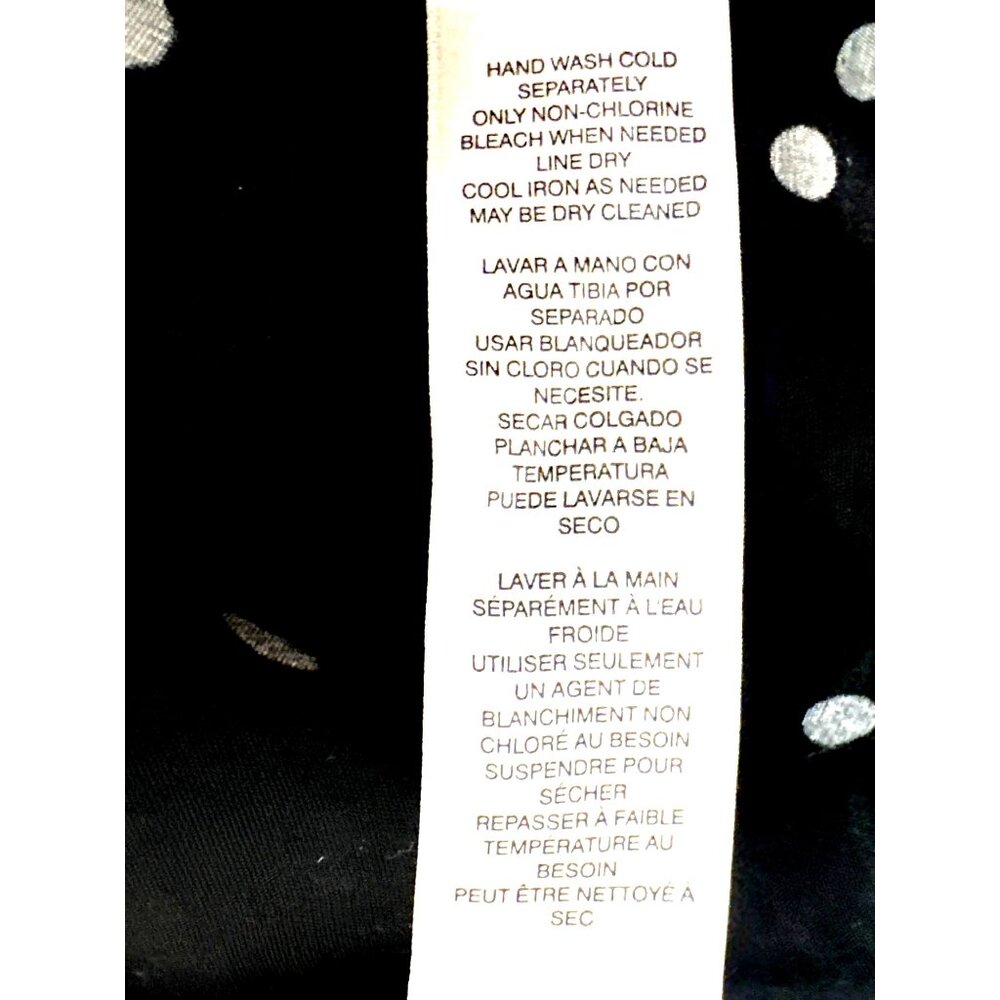 HAND WASH COLD
SEPARATELY
ONLY NON-CHLORINE
BLEACH WHEN NEEDED
LINE DRY
COOL IRON AS NEEDED
MAY BE DRY CLEANED
LAVAR A MANO CON
AGUA TIBIA POR
SEPARADO
USAR BLANQUEADOR
SIN CLORO CUANDO SE
NECESITE.
SECAR COLGADO
PLANCHAR A BAJA
TEMPERATURA
PUEDE LAVARSE EN
SECO
LAVER À LA MAIN
SÉPARÉMENT À L'EAU
FROIDE
UTILISER SEULEMENT
UN AGENT DE
BLANCHIMENT NON
CHLORÉ AU BESOIN
SUSPENDRE POUR
SÉCHER
REPASSER À FAIBLE
TEMPÉRATURE AU
BESOIN
PEUT ÊTRE NETTOYÉ À
SEC